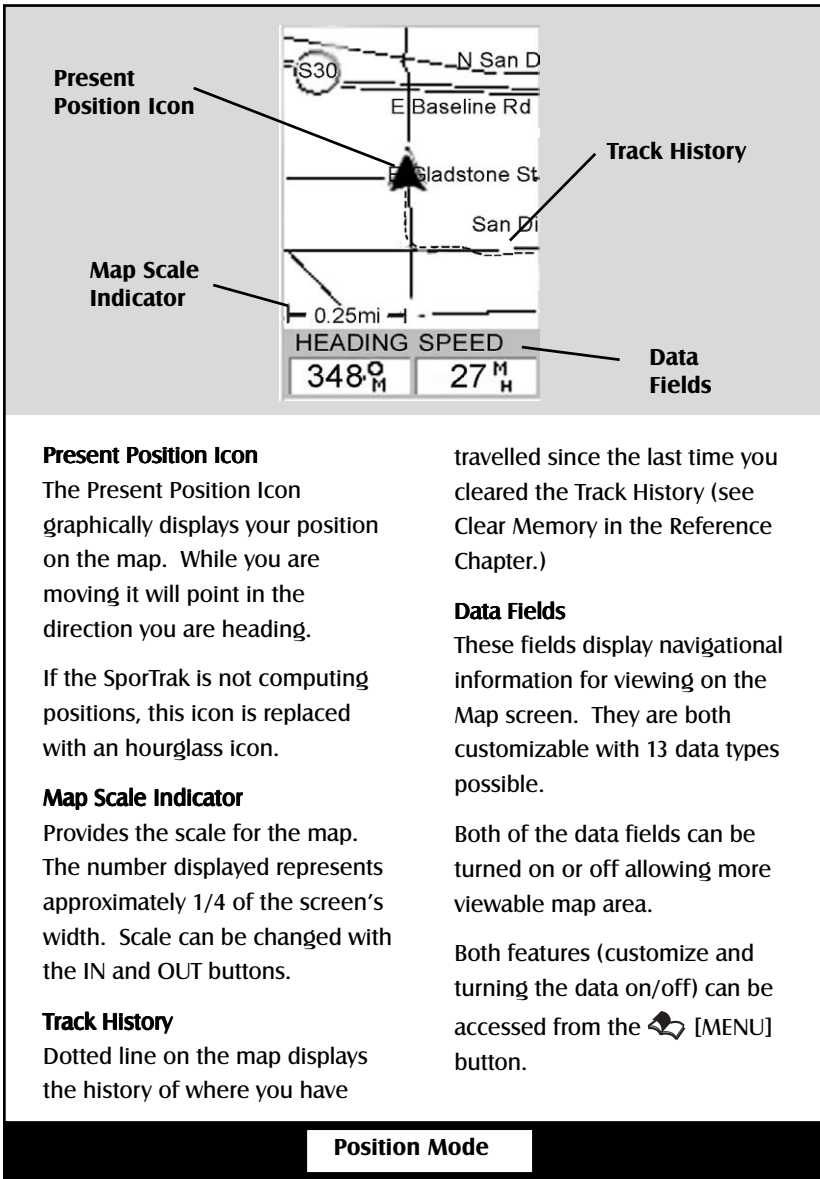 Present
Position Icon
Map Scale
Indicator
Track History
Data
Fields
S30
N San D
E Baseline Rd
E Gladstone St
San Di
0.25mi
HEADING SPEED
348.°M 27 MH
Present Position Icon
The Present Position Icon
graphically displays your position
on the map.  While you are
moving it will point in the
direction you are heading.
If the SporTrak is not computing
positions, this icon is replaced
with an hourglass icon.
Map Scale Indicator
Provides the scale for the map.
The number displayed represents
approximately 1/4 of the screen's
width.  Scale can be changed with
the IN and OUT buttons.
Track History
Dotted line on the map displays
the history of where you have
travelled since the last time you
cleared the Track History (see
Clear Memory in the Reference
Chapter.)
Data Fields
These fields display navigational
information for viewing on the
Map screen.  They are both
customizable with 13 data types
possible.
Both of the data fields can be
turned on or off allowing more
viewable map area.
Both features (customize and
turning the data on/off) can be
accessed from the [MENU]
button.
Position Mode